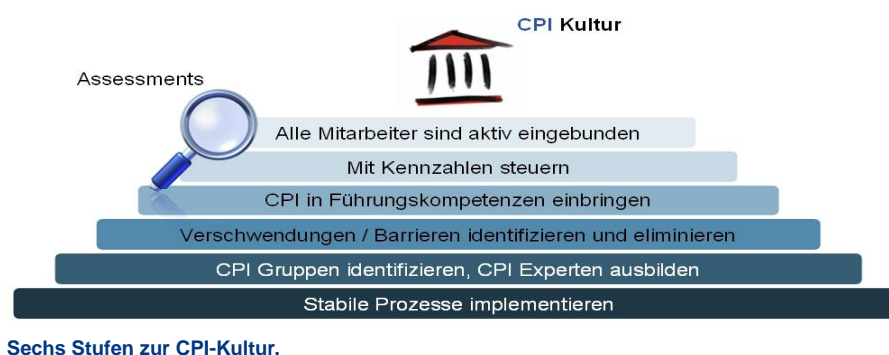 CPI Kultur
Assessments
Alle Mitarbeiter sind aktiv eingebunden
Mit Kennzahlen steuern
CPI in Führungskompetenzen einbringen
Verschwendungen / Barrieren identifizieren und eliminieren
CPI Gruppen identifizieren, CPI Experten ausbilden
Stabile Prozesse implementieren
Sechs Stufen zur CPI-Kultur.